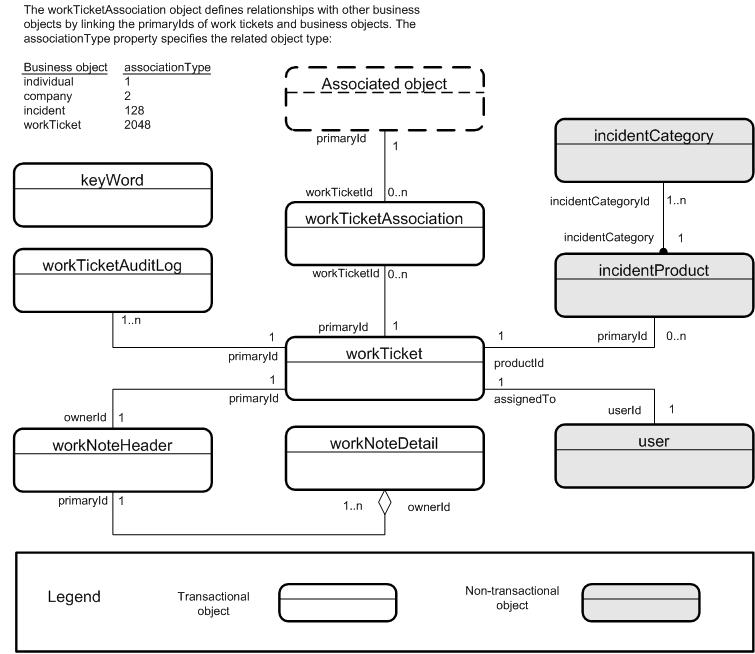 The workTicketAssociation object defines relationships with other business
objects by linking the primaryIds of work tickets and business objects. The
associationType property specifies the related object type:
Business object associationType
individual 1
company 2
incident 128
workTicket 2048
Associated object
primaryId 1
workTicketId 0..n
workTicketAssociation
workTicketId 0..n
primaryId 1
incidentCategory
incidentCategoryId 1..n
incidentCategory 1
incidentProduct
primaryId 0..n
keyWord
workTicketAuditLog
1..n
1
primaryId
workTicket
1
productId
1
primaryId
1
assignedTo
userId 1
ownerId 1
workNoteHeader
primaryId 1
workNoteDetail
1..n ownerId
user
Legend
Transactional
object
Non-transactional
object